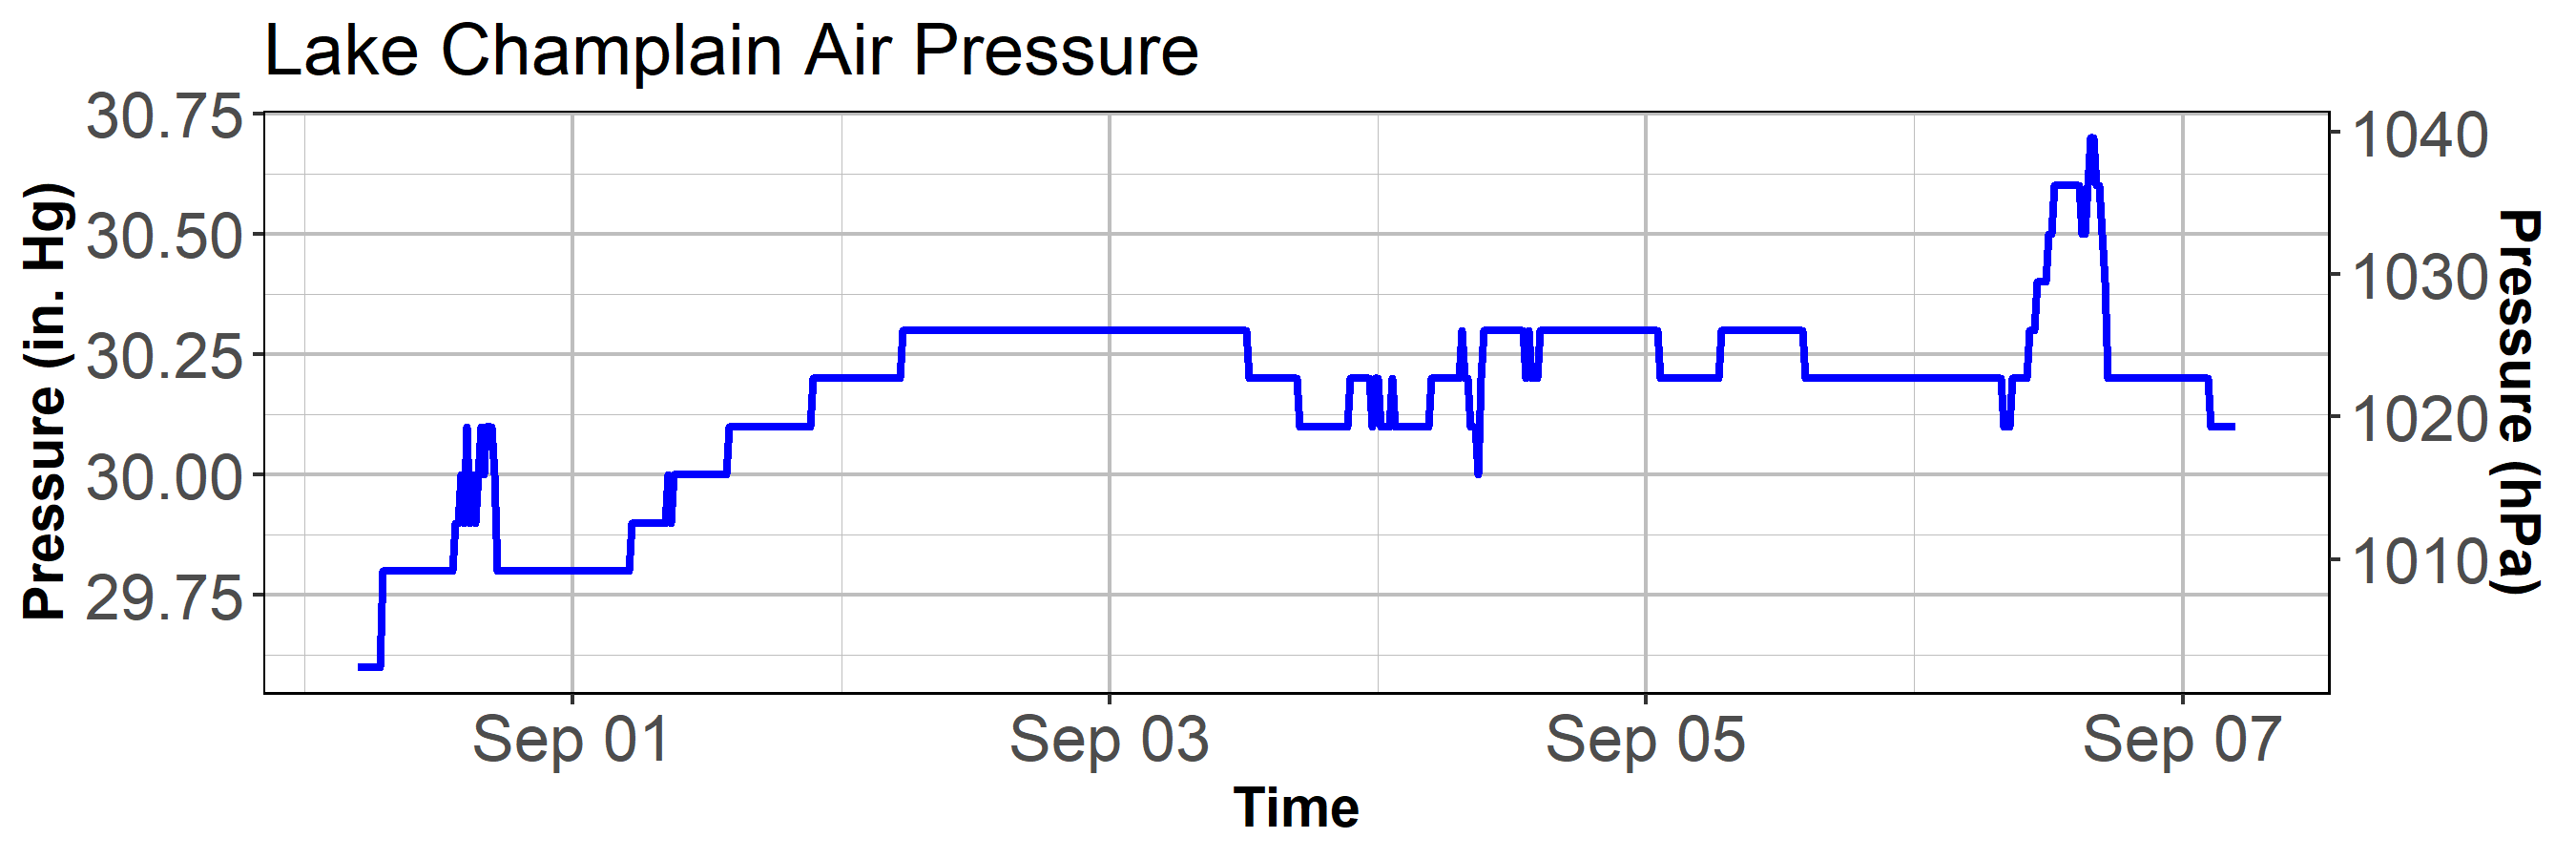 Lake Champlain Air Pressure
Pressure (in. Hg)
30.75
30.50
30.25
30.00
29.75
1040
1030
1020
1010
Pressure (hPa)
Sep 01 Sep 03 Sep 05 Sep 07
Time